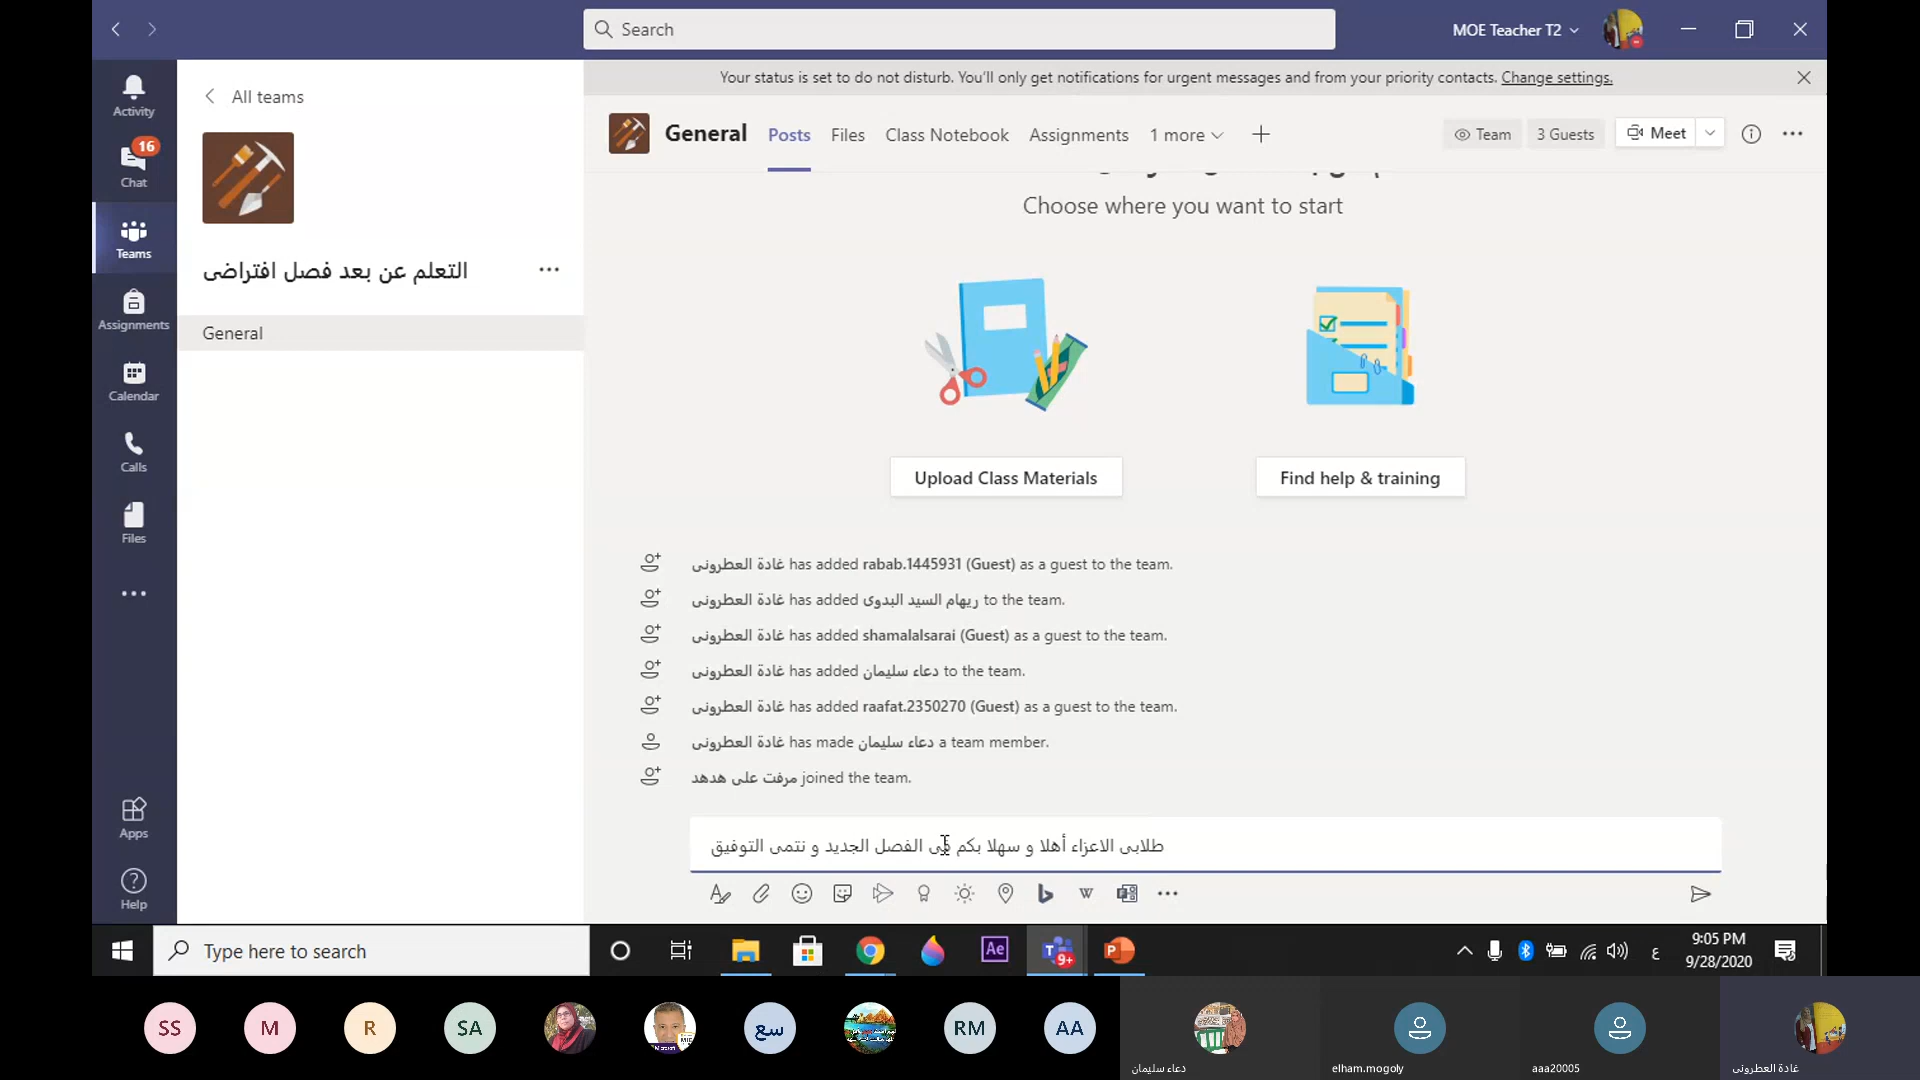 Search
MOE Teacher T2
Your status is set to do not disturb. You'll only get notifications for urgent messages and from your priority contacts. Change settings.
Activity
16
Chat
Teams
Assignments
Calendar
Calls
Files
Apps
Help
All teams
التعلم عن بعد فصل افتراضى
General
General
Posts
Files
Class Notebook
Assignments
1 more
Team
3 Guests
Meet
Choose where you want to start
Upload Class Materials
Find help & training
غادة العطرونى has added rabab.1445931 (Guest) as a guest to the team.
غادة العطرونى has added ريهام السيد البدوى to the team.
غادة العطرونى has added shamalalsarai (Guest) as a guest to the team.
غادة العطرونى has added دعاء سليمان to the team.
غادة العطرونى has added raafat.2350270 (Guest) as a guest to the team.
غادة العطرونى has made دعاء سليمان a team member.
مرفت على هدهد joined the team.
طلابى الاعزاء أهلا و سهلا بكم فى الفصل الجديد و نتمى التوفيق
Type here to search
Ae
9+
ع
9:05 PM
9/28/2020
SS
M
R
SA
سع
RM
AA
دعاء سليمان
elham.mogoly
aaa20005
غادة العطرونى